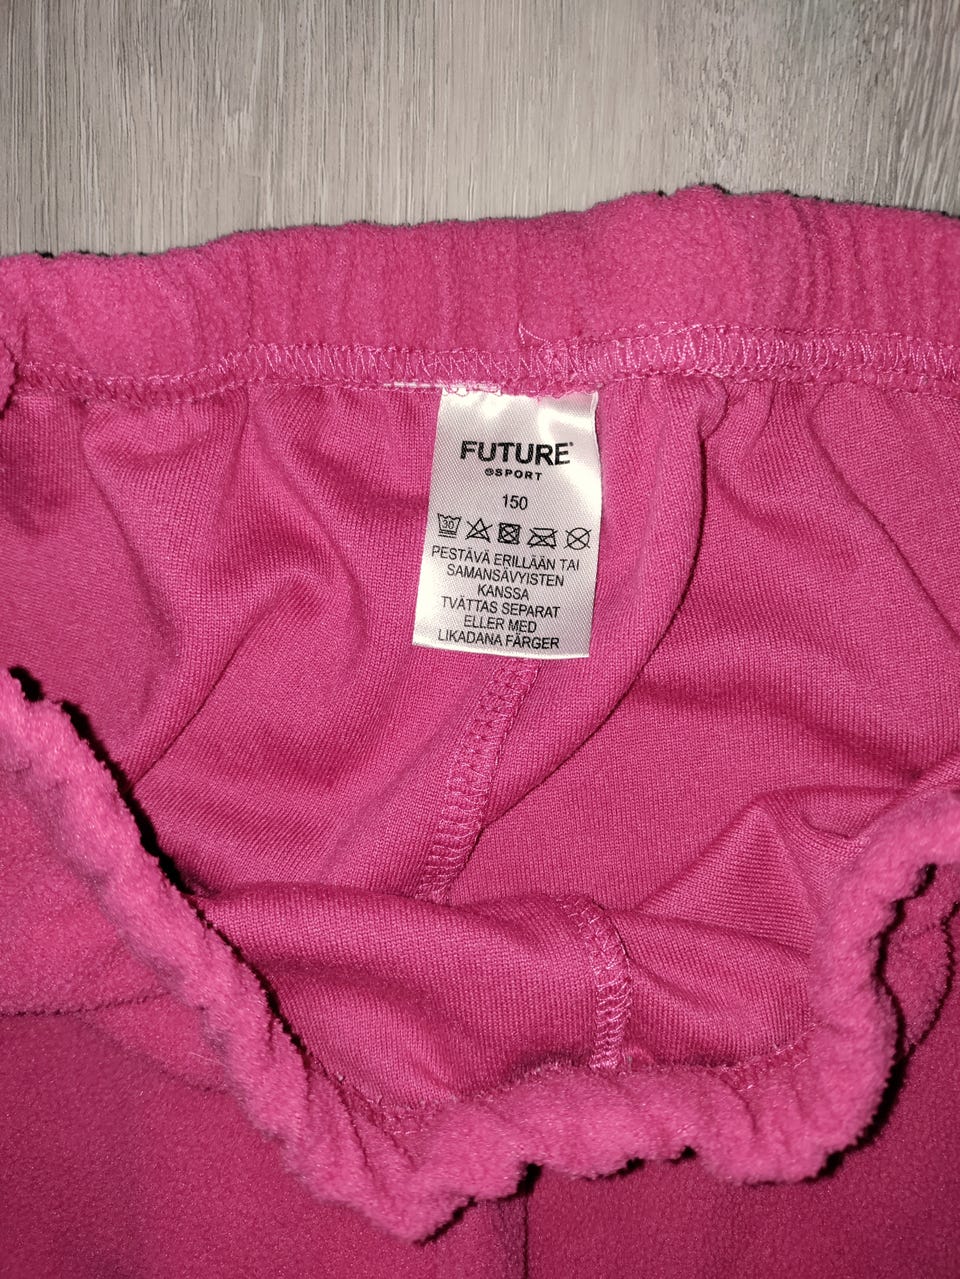 FUTURE
SPORT
150
30
PESTÄVÄ ERILLÄÄN TAI
SAMANSÄVYISTEN
KANSSA
TVÄTTAS SEPARAT
ELLER MED
LIKADANA FÄRGER